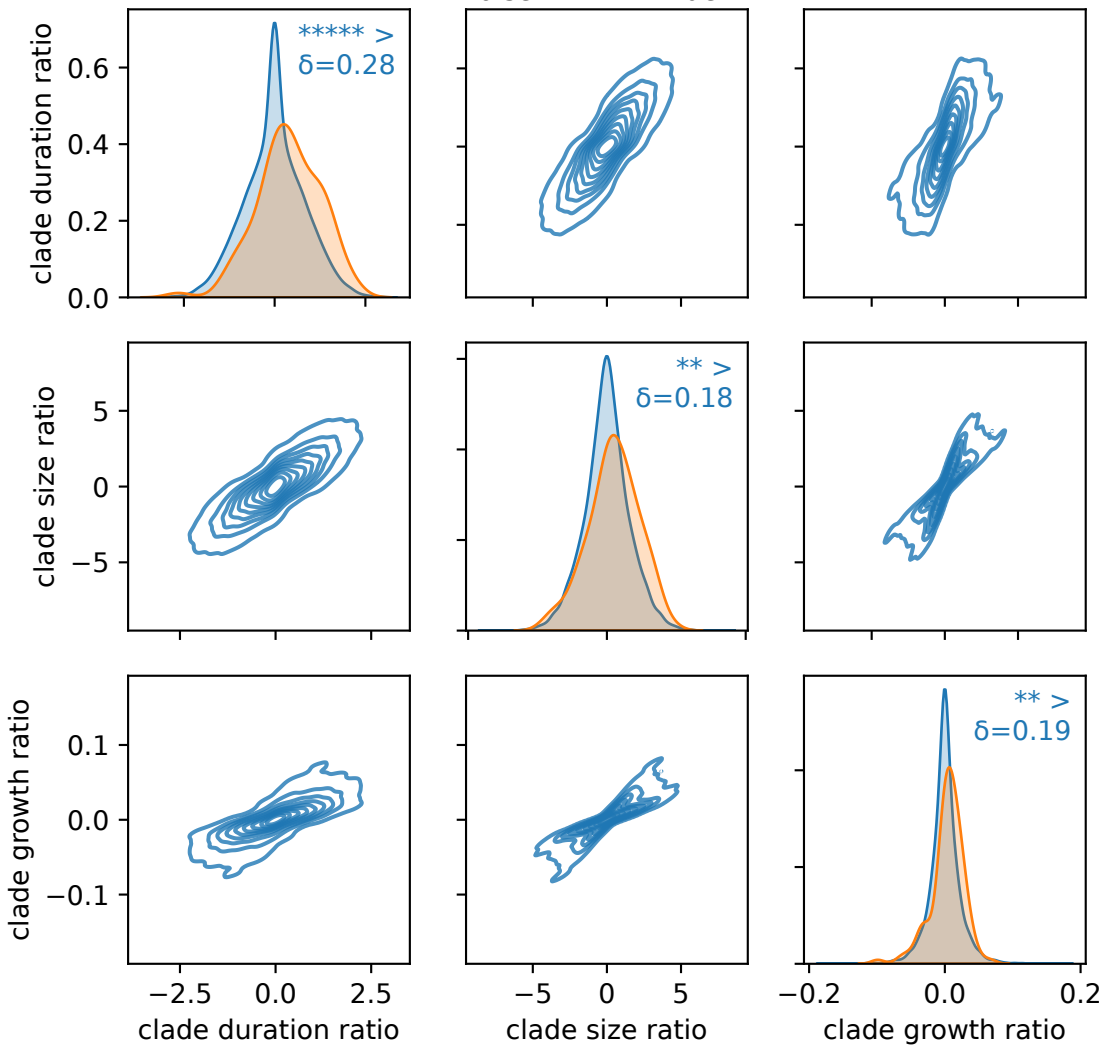 ***** >
δ=0.28
clade duration ratio
0.6
0.4
0.2
0.0
** >
δ=0.18
clade size ratio
5
0
−5
** >
δ=0.19
clade growth ratio
0.1
0.0
−0.1
−2.5 0.0 2.5
−5 0 5
−0.2 0.0 0.2
clade duration ratio
clade size ratio
clade growth ratio